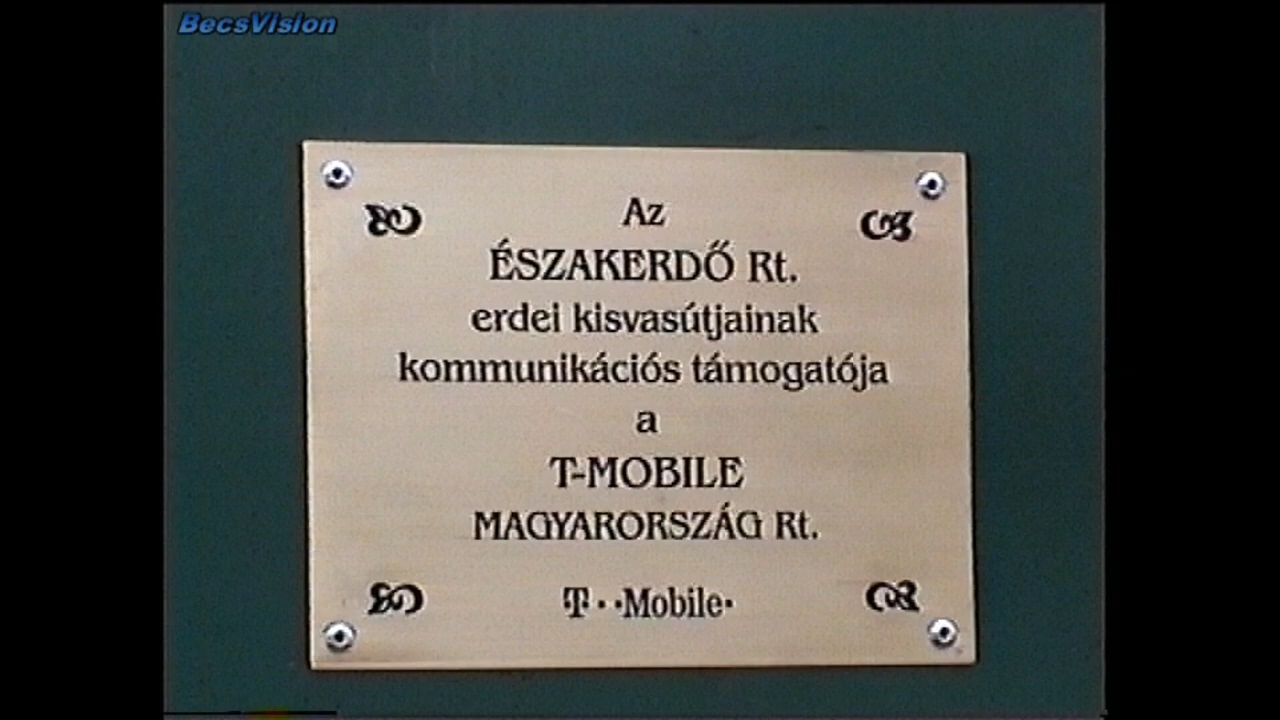 BecsVision
Az
ÉSZAKERDŐ Rt.
erdei kisvasútjainak
kommunikációs támogatója
a
T-MOBILE
MAGYARORSZÁG Rt.
T··Mobile·